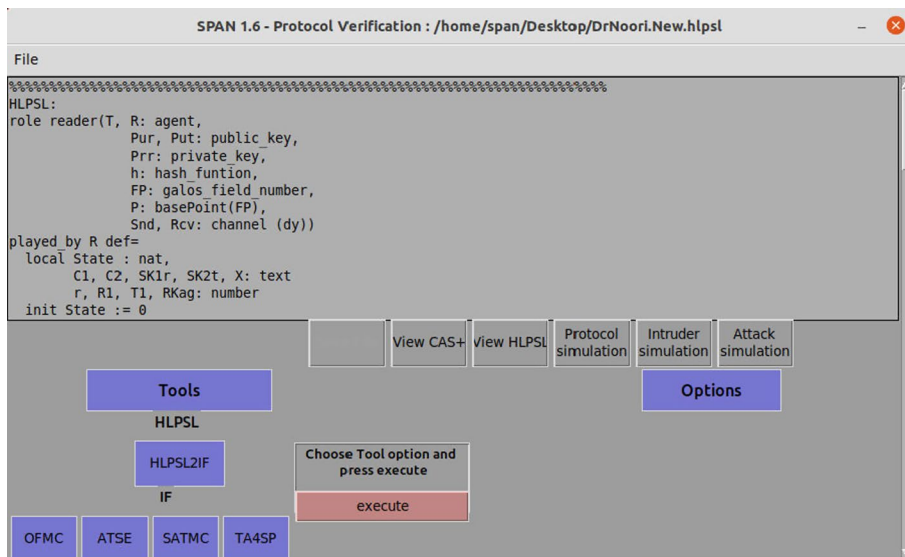 SPAN 1.6 - Protocol Verification : /home/span/Desktop/DrNoori.New.hlpsl
File
%%%%%%%%%%%%%%%%%%%%%%%%%%%%%%%%%%%%%%%%%%%%%%%%%%%%%%%%%%%%%%%%%%%%%%%%%%%
HLPSL:
role reader(T, R: agent,
Pur, Put: public_key,
Prr: private_key,
h: hash_funtion,
FP: galos_field_number,
P: basePoint(FP),
Snd, Rcv: channel (dy))
played_by R def=
local State : nat,
C1, C2, SK1r, SK2t, X: text
r, R1, T1, RKag: number
init State := 0
View CAS+
View HLPSL
Protocol simulation
Intruder simulation
Attack simulation
Tools
Options
HLPSL
HLPSL2IF
Choose Tool option and
press execute
IF
execute
OFMC
ATSE
SATMC
TA4SP